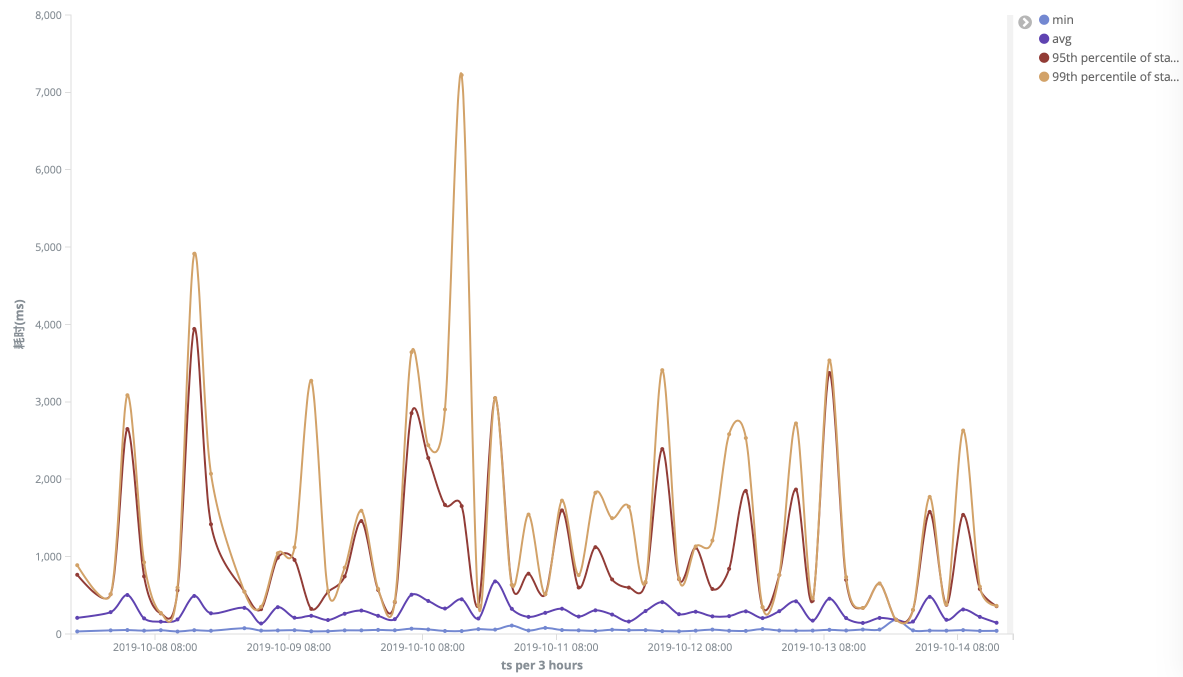 8,000
7,000
6,000
5,000
4,000
3,000
2,000
1,000
0
耗时(ms)
2019-10-08 08:00
2019-10-09 08:00
2019-10-10 08:00
2019-10-11 08:00
2019-10-12 08:00
2019-10-13 08:00
2019-10-14 08:00
ts per 3 hours
min
avg
95th percentile of sta...
99th percentile of sta...